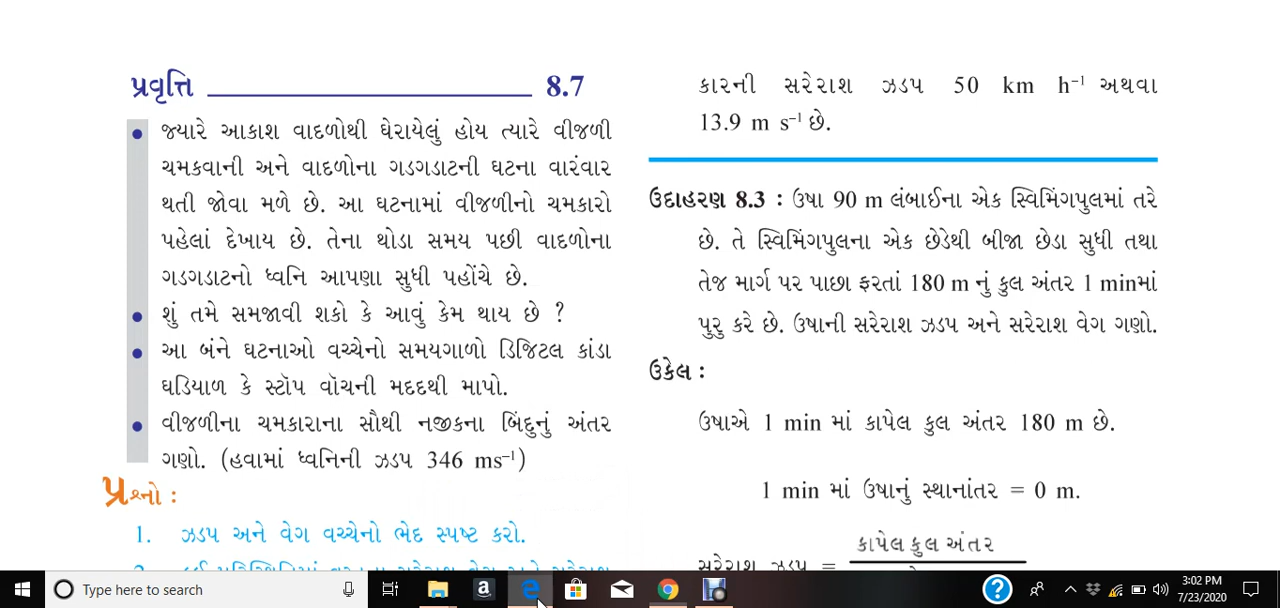 પ્રવૃત્તિ 8.7
જ્યારે આકાશ વાદળોથી ઘેરાયેલું હોય ત્યારે વીજળી
ચમકવાની અને વાદળોના ગડગડાટની ઘટના વારંવાર
થતી જોવા મળે છે. આ ઘટનામાં વીજળીનો ચમકારો
પહેલાં દેખાય છે. તેના થોડા સમય પછી વાદળોના
ગડગડાટનો ધ્વનિ આપણા સુધી પહોંચે છે.
શું તમે સમજાવી શકો કે આવું કેમ થાય છે ?
આ બંને ઘટનાઓ વચ્ચેનો સમયગાળો ડિજિટલ કાંડા
ઘડિયાળ કે સ્ટૉપ વૉચની મદદથી માપો.
વીજળીના ચમકારાના સૌથી નજીકના બિંદુનું અંતર
ગણો. (હવામાં ધ્વનિની ઝડપ 346 ms⁻¹)
પ્રશ્નો :
1. ઝડપ અને વેગ વચ્ચેનો ભેદ સ્પષ્ટ કરો.
કારની સરેરાશ ઝડપ 50 km h⁻¹ અથવા
13.9 m s⁻¹ છે.
ઉદાહરણ 8.3 : ઉષા 90 m લંબાઈના એક સ્વિમિંગપુલમાં તરે
છે. તે સ્વિમિંગપુલના એક છેડેથી બીજા છેડા સુધી તથા
તેજ માર્ગ પર પાછા ફરતાં 180 m નું કુલ અંતર 1 minમાં
પુરુ કરે છે. ઉષાની સરેરાશ ઝડપ અને સરેરાશ વેગ ગણો.
ઉકેલ :
ઉષાએ 1 min માં કાપેલ કુલ અંતર 180 m છે.
1 min માં ઉષાનું સ્થાનાંતર = 0 m.
કાપેલ કુલ અંતર
સરેરાશ ઝડપ =
Type here to search
3:02 PM
7/23/2020